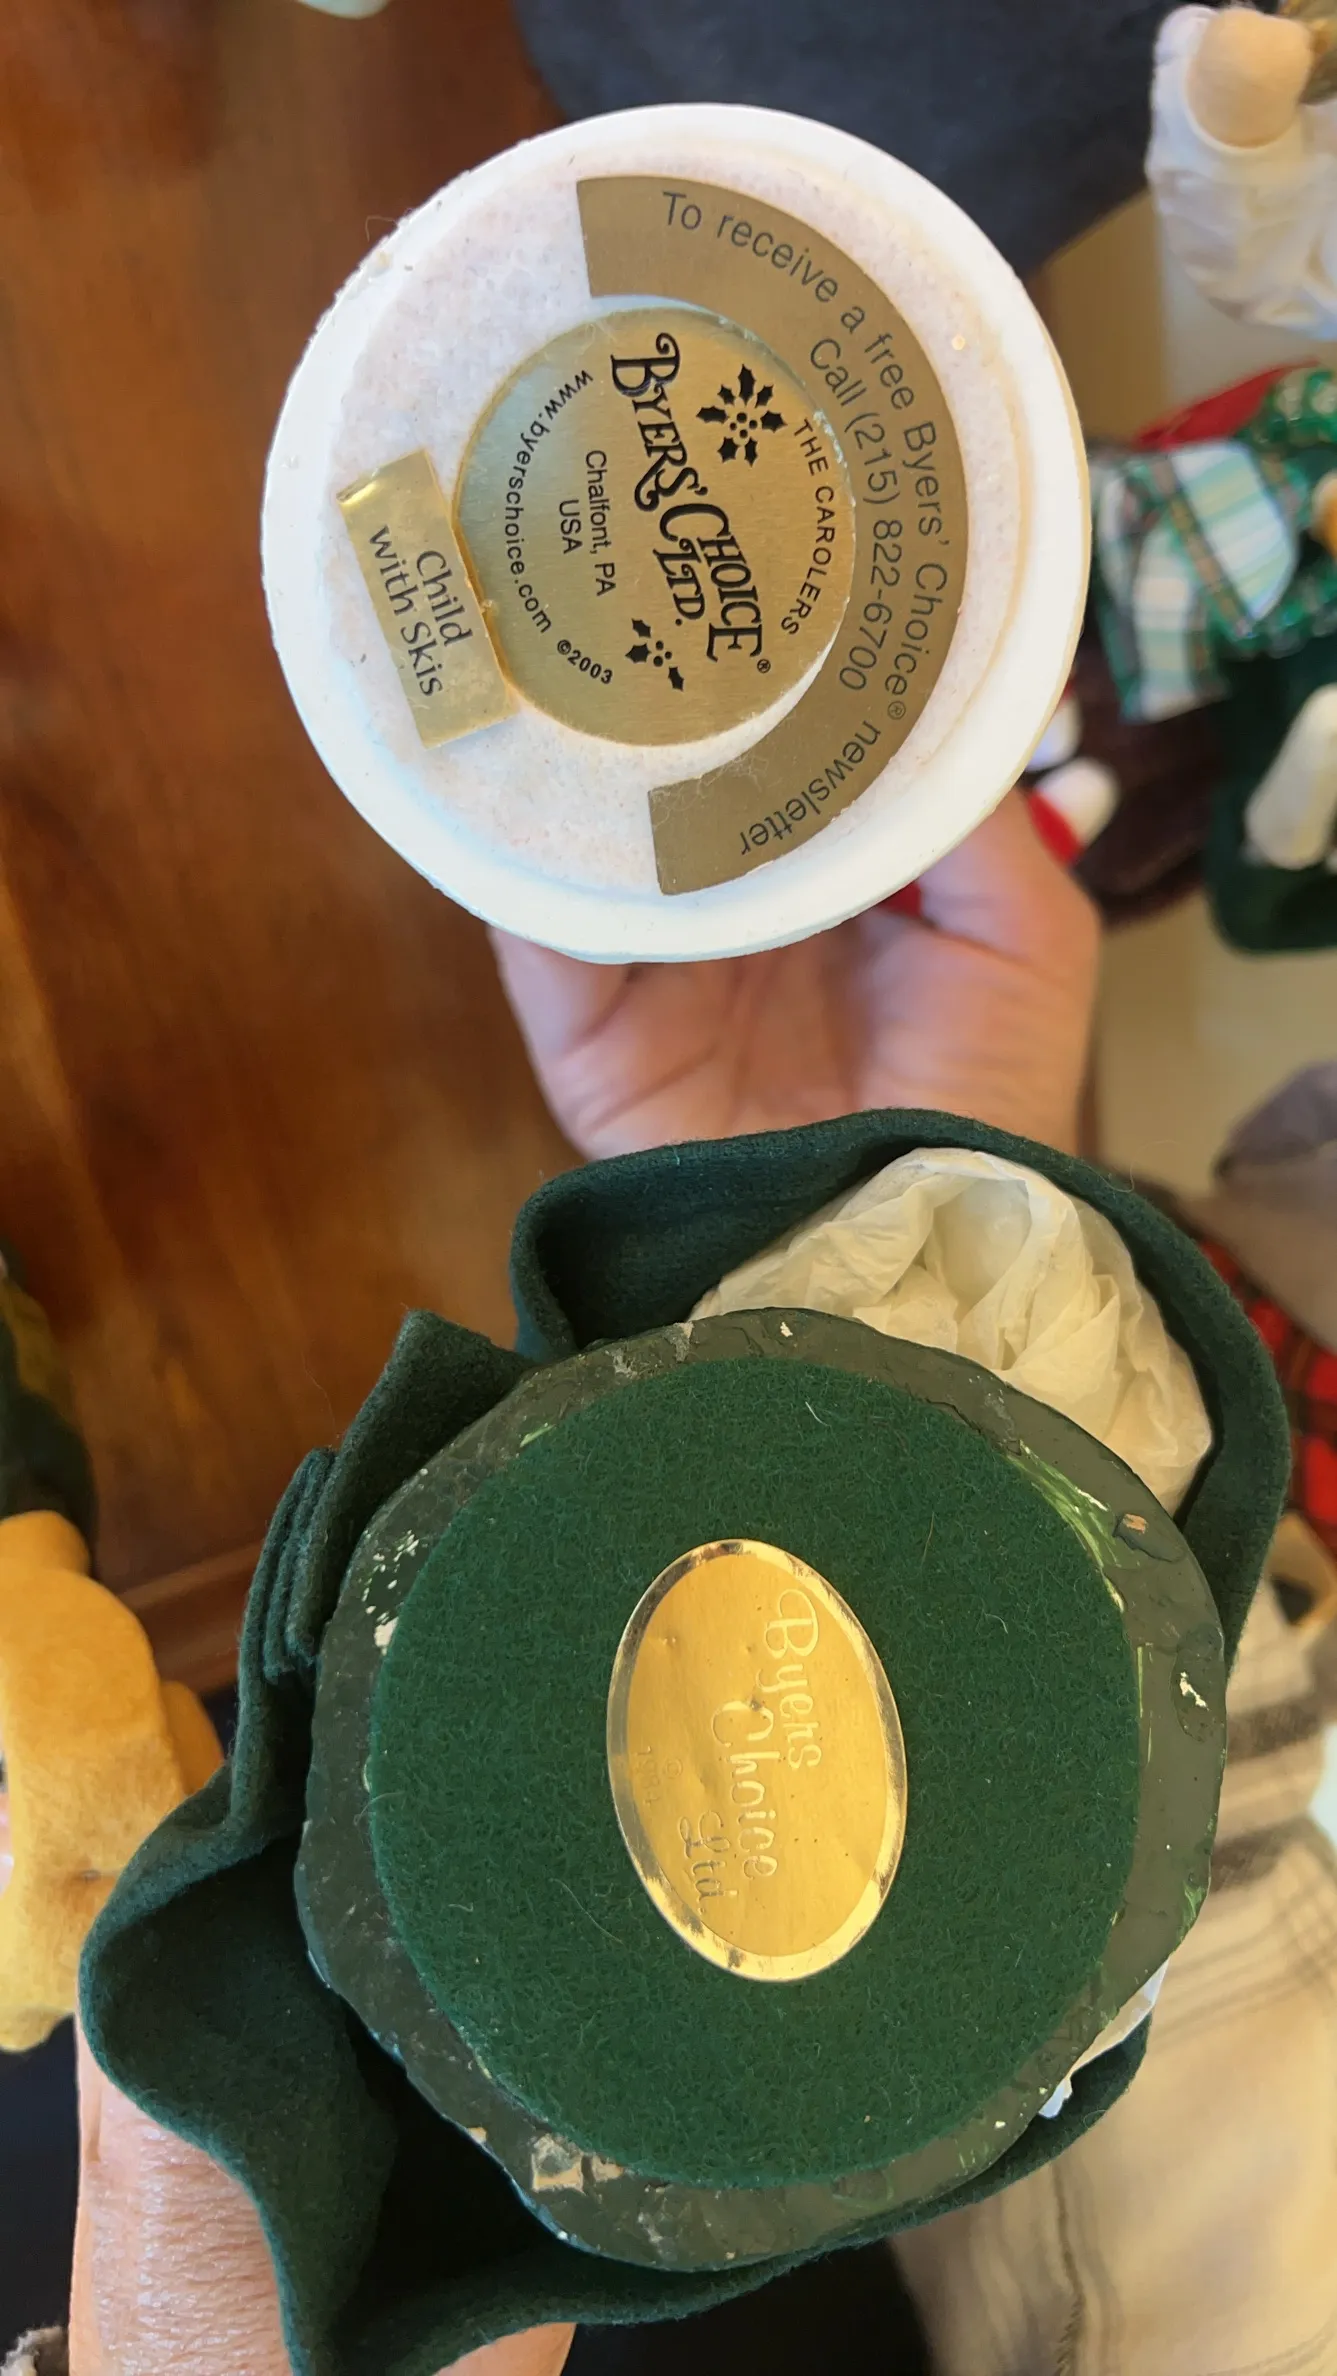 To receive a free Byers' Choice® newsletter
Call (215) 822-6700
THE CAROLERS
BYERS' CHOICE LTD.®
Chalfont, PA
USA
www.byerschoice.com ©2003
Child
with Skis
Byers
Choice
Ltd.
©